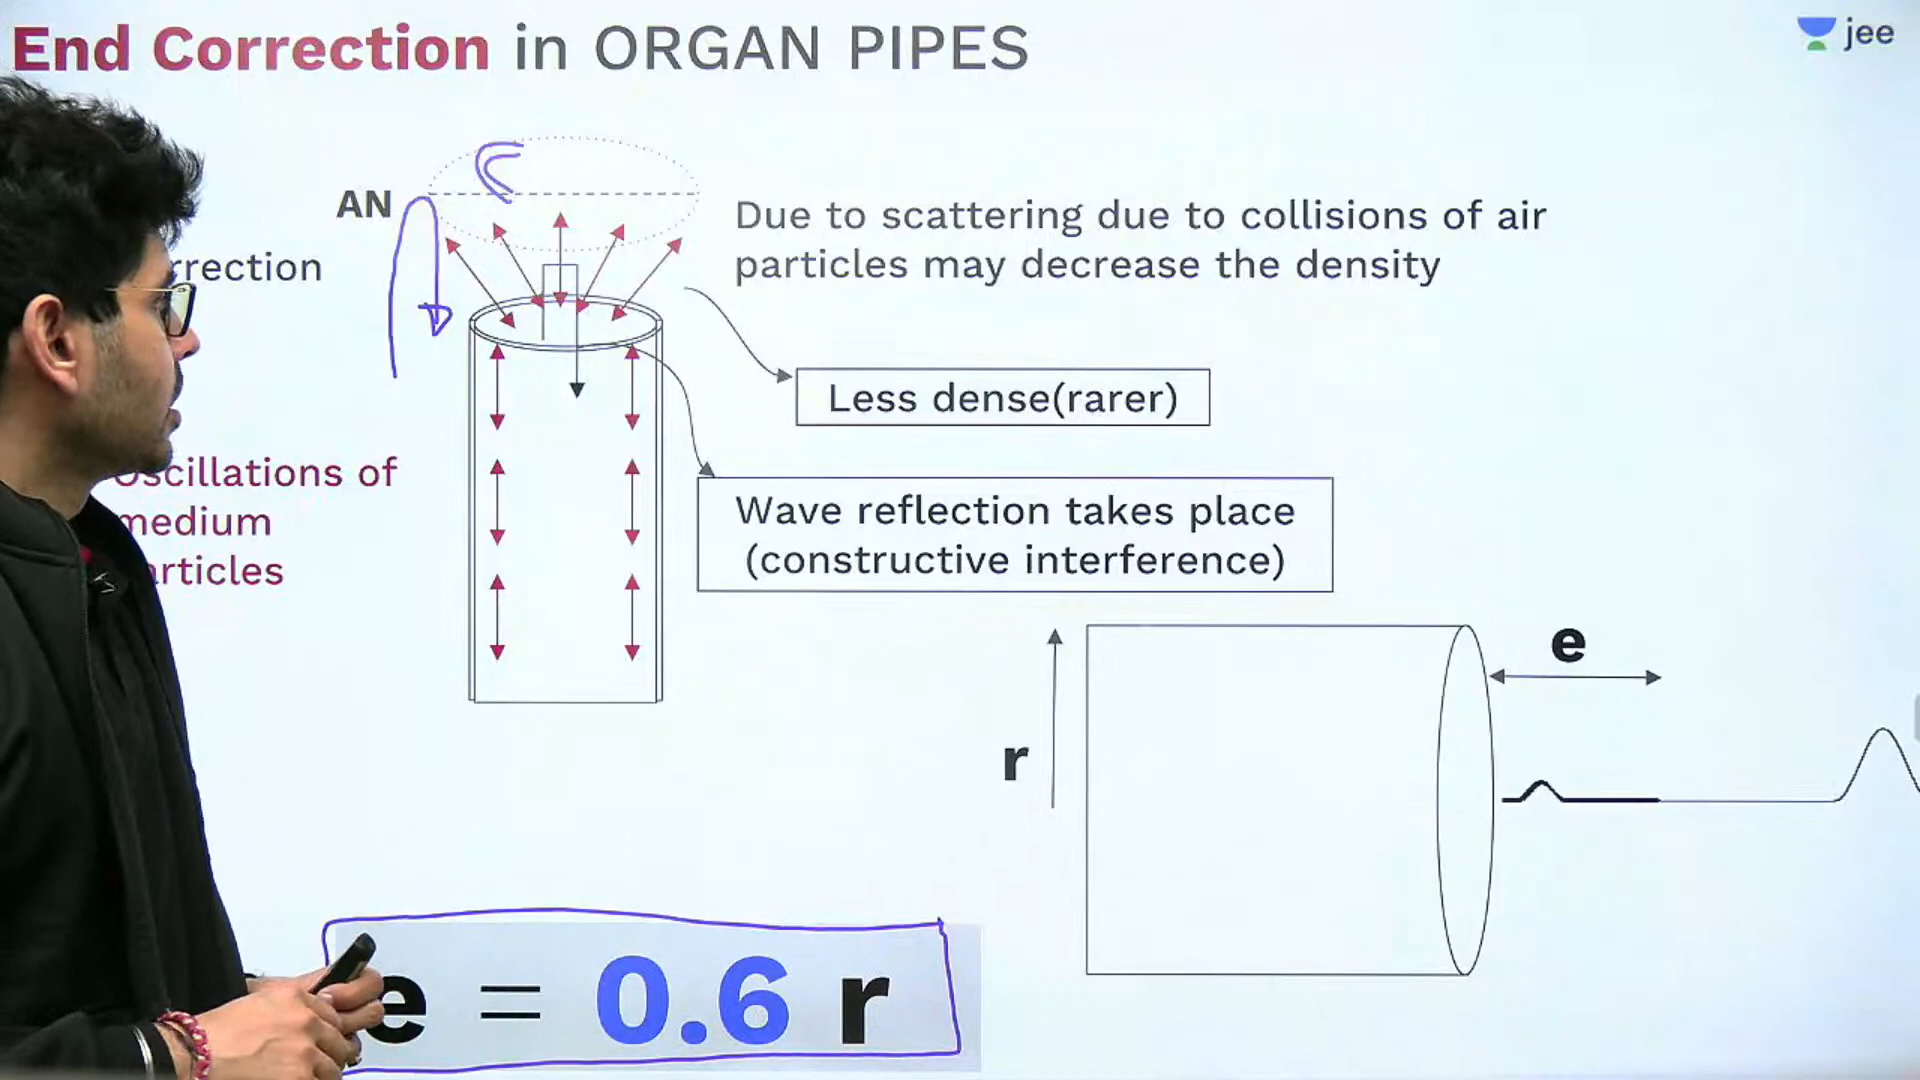 End Correction in ORGAN PIPES
jee
AN
Due to scattering due to collisions of air
particles may decrease the density
rrection
Less dense(rarer)
Oscillations of
medium
articles
Wave reflection takes place
(constructive interference)
e
r
e = 0.6 r